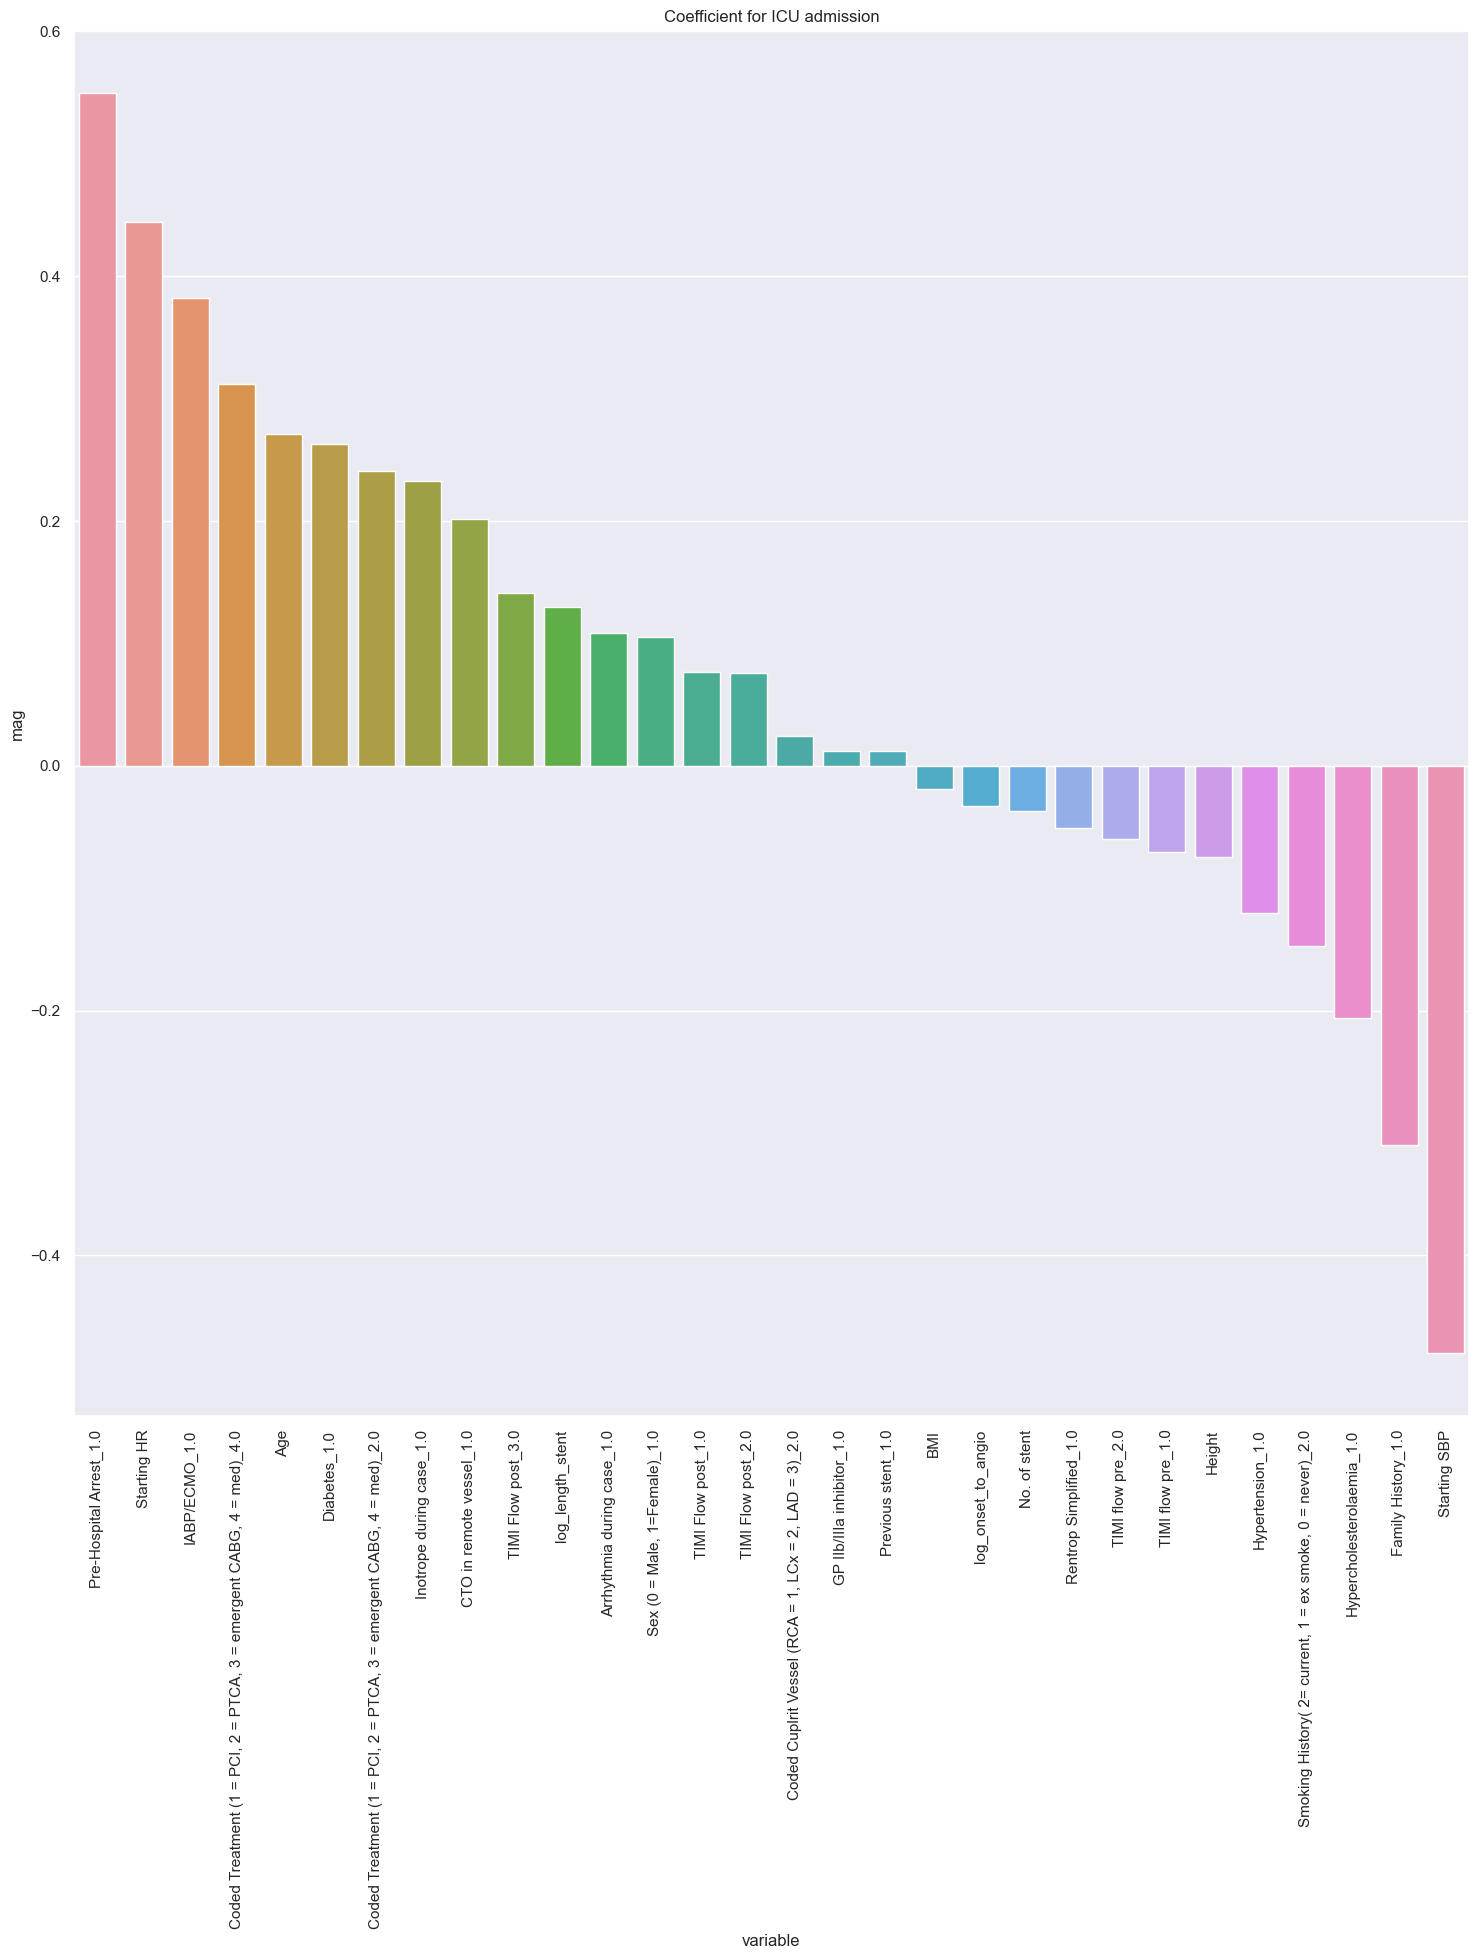 Coefficient for ICU admission
0.6
0.4
0.2
0.0
−0.2
−0.4
mag
Pre-Hospital Arrest_1.0
Starting HR
IABP/ECMO_1.0
Coded Treatment (1 = PCI, 2 = PTCA, 3 = emergent CABG, 4 = med)_4.0
Age
Diabetes_1.0
Coded Treatment (1 = PCI, 2 = PTCA, 3 = emergent CABG, 4 = med)_2.0
Inotrope during case_1.0
CTO in remote vessel_1.0
TIMI Flow post_3.0
log_length_stent
Arrhythmia during case_1.0
Sex (0 = Male, 1=Female)_1.0
TIMI Flow post_1.0
TIMI Flow post_2.0
Coded Cuplrit Vessel (RCA = 1, LCx = 2, LAD = 3)_2.0
GP IIb/IIIa inhibitor_1.0
Previous stent_1.0
BMI
log_onset_to_angio
No. of stent
Rentrop Simplified_1.0
TIMI flow pre_2.0
TIMI flow pre_1.0
Height
Hypertension_1.0
Smoking History( 2= current, 1 = ex smoke, 0 = never)_2.0
Hypercholesterolaemia_1.0
Family History_1.0
Starting SBP
variable